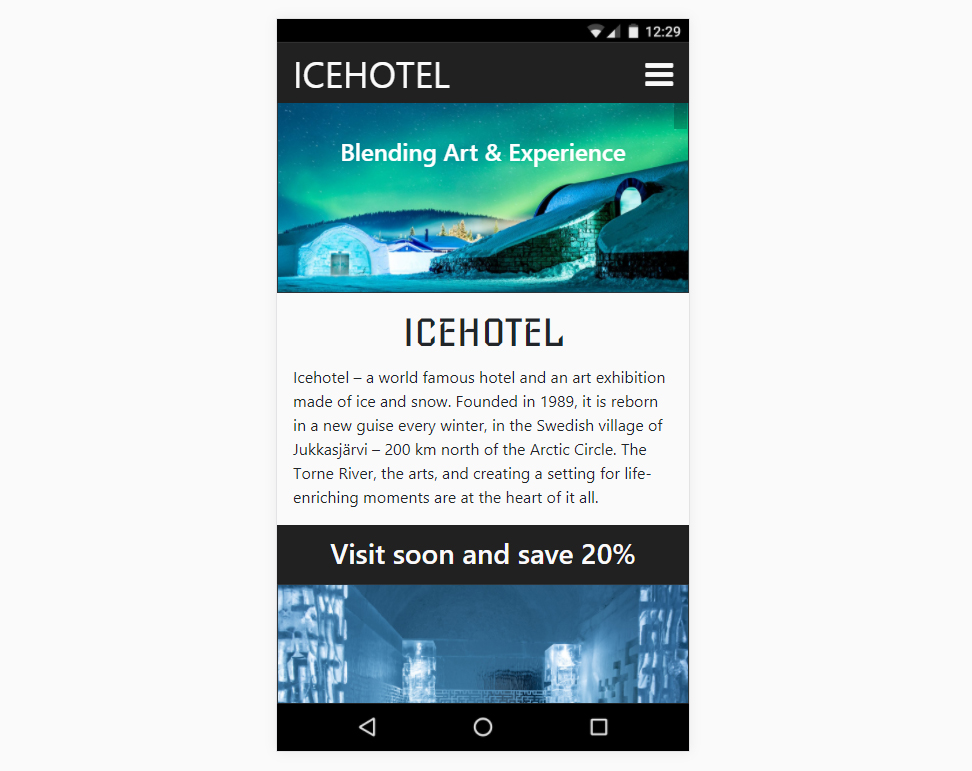 12:29
ICEHOTEL
Blending Art & Experience
ICEHOTEL
Icehotel – a world famous hotel and an art exhibition
made of ice and snow. Founded in 1989, it is reborn
in a new guise every winter, in the Swedish village of
Jukkasjärvi – 200 km north of the Arctic Circle. The
Torne River, the arts, and creating a setting for life-
enriching moments are at the heart of it all.
Visit soon and save 20%